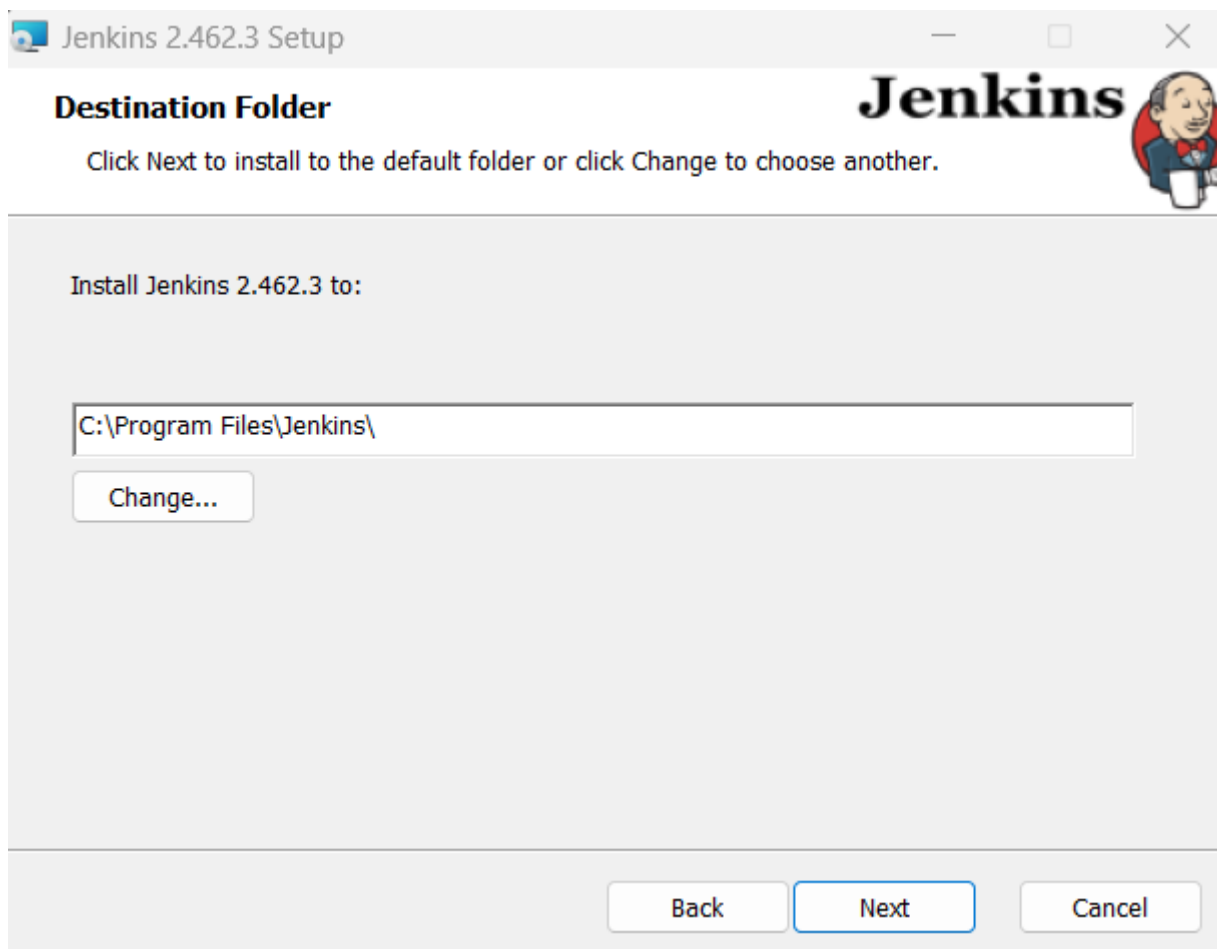 Jenkins 2.462.3 Setup
Destination Folder
Jenkins
Click Next to install to the default folder or click Change to choose another.
Install Jenkins 2.462.3 to:
C:\Program Files\Jenkins\
Change...
Back
Next
Cancel